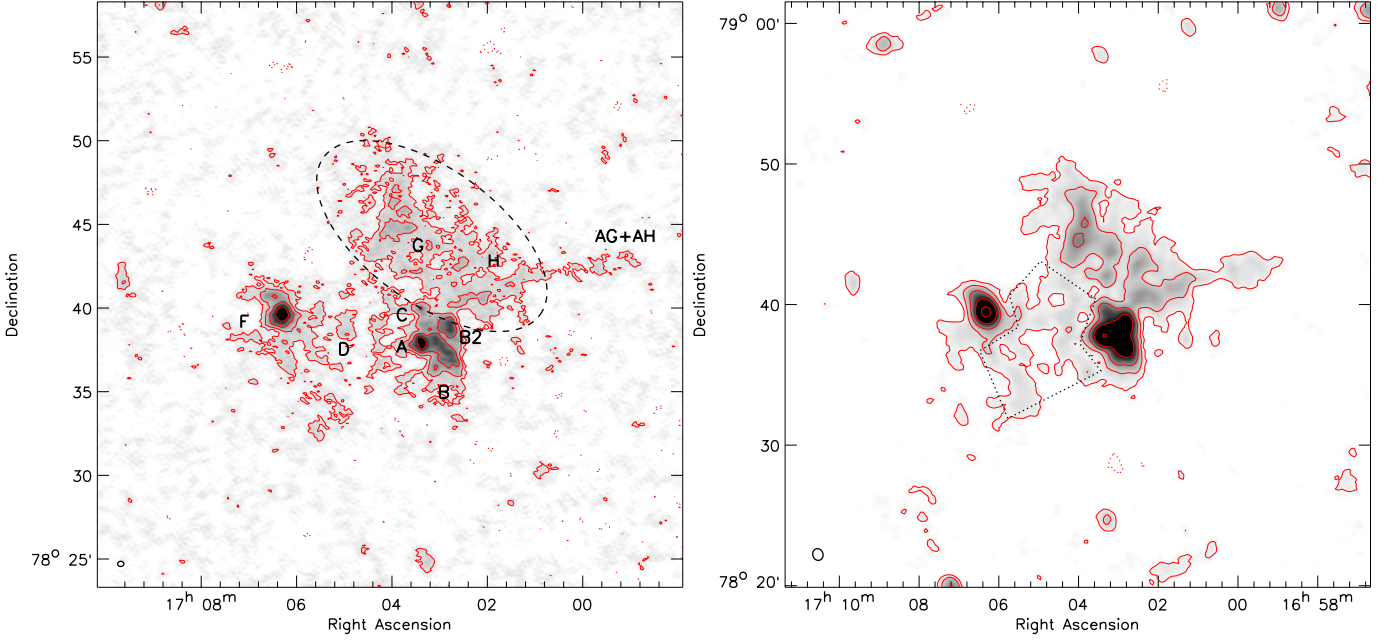 55
50
45
40
35
30
78° 25'
Declination
G
H
AG+AH
F
D
C
A
B2
B
17ʰ 08ᵐ 06 04 02 00
Right Ascension
79° 00'
50
40
30
78° 20'
Declination
17ʰ 10ᵐ 08 06 04 02 00 16ʰ 58ᵐ
Right Ascension